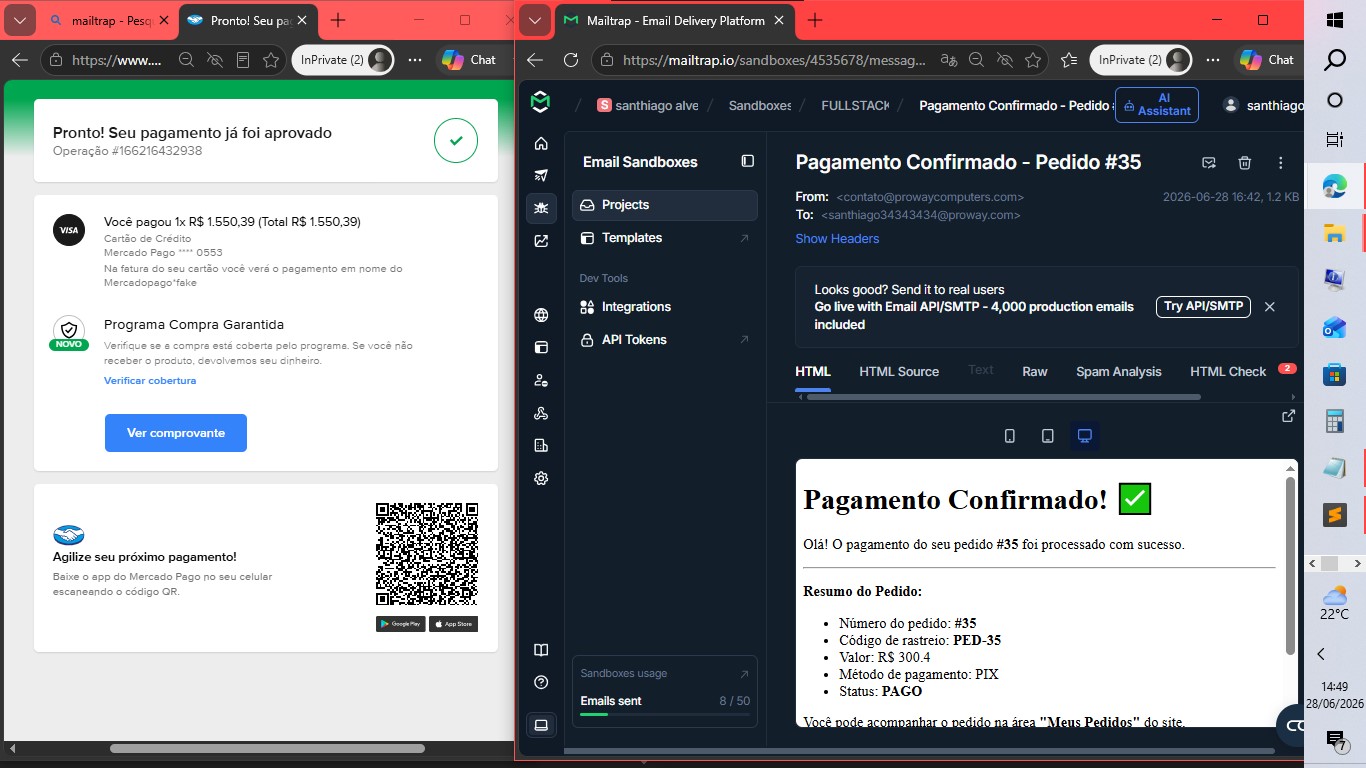 mailtrap - Pesq
Pronto! Seu pa
https://www....
InPrivate (2)
Chat
Pronto! Seu pagamento já foi aprovado
Operação #166216432938
VISA
Você pagou 1x R$ 1.550,39 (Total R$ 1.550,39)
Cartão de Crédito
Mercado Pago **** 0553
Na fatura do seu cartão você verá o pagamento em nome do
Mercadopago*fake
NOVO
Programa Compra Garantida
Verifique se a compra está coberta pelo programa. Se você não
receber o produto, devolvemos seu dinheiro.
Verificar cobertura
Ver comprovante
Agilize seu próximo pagamento!
Baixe o app do Mercado Pago no seu celular
escaneando o código QR.
Google Play
App Store
Mailtrap - Email Delivery Platform
https://mailtrap.io/sandboxes/4535678/messag...
InPrivate (2)
Chat
S santhiago alve / Sandboxes / FULLSTACK / Pagamento Confirmado - Pedido
AI
Assistant
santhiago
Email Sandboxes
Projects
Templates
Dev Tools
Integrations
API Tokens
Sandboxes usage
Emails sent 8 / 50
Pagamento Confirmado - Pedido #35
From: <contato@prowaycomputers.com> 2026-06-28 16:42, 1.2 KB
To: <santhiago34343434@proway.com>
Show Headers
Looks good? Send it to real users
Go live with Email API/SMTP - 4,000 production emails
included
Try API/SMTP
HTML HTML Source Text Raw Spam Analysis HTML Check 2
Pagamento Confirmado! ✅
Olá! O pagamento do seu pedido #35 foi processado com sucesso.
Resumo do Pedido:
• Número do pedido: #35
• Código de rastreio: PED-35
• Valor: R$ 300.4
• Método de pagamento: PIX
• Status: PAGO
Você pode acompanhar o pedido na área "Meus Pedidos" do site.
22°C
14:49
28/06/2026
7